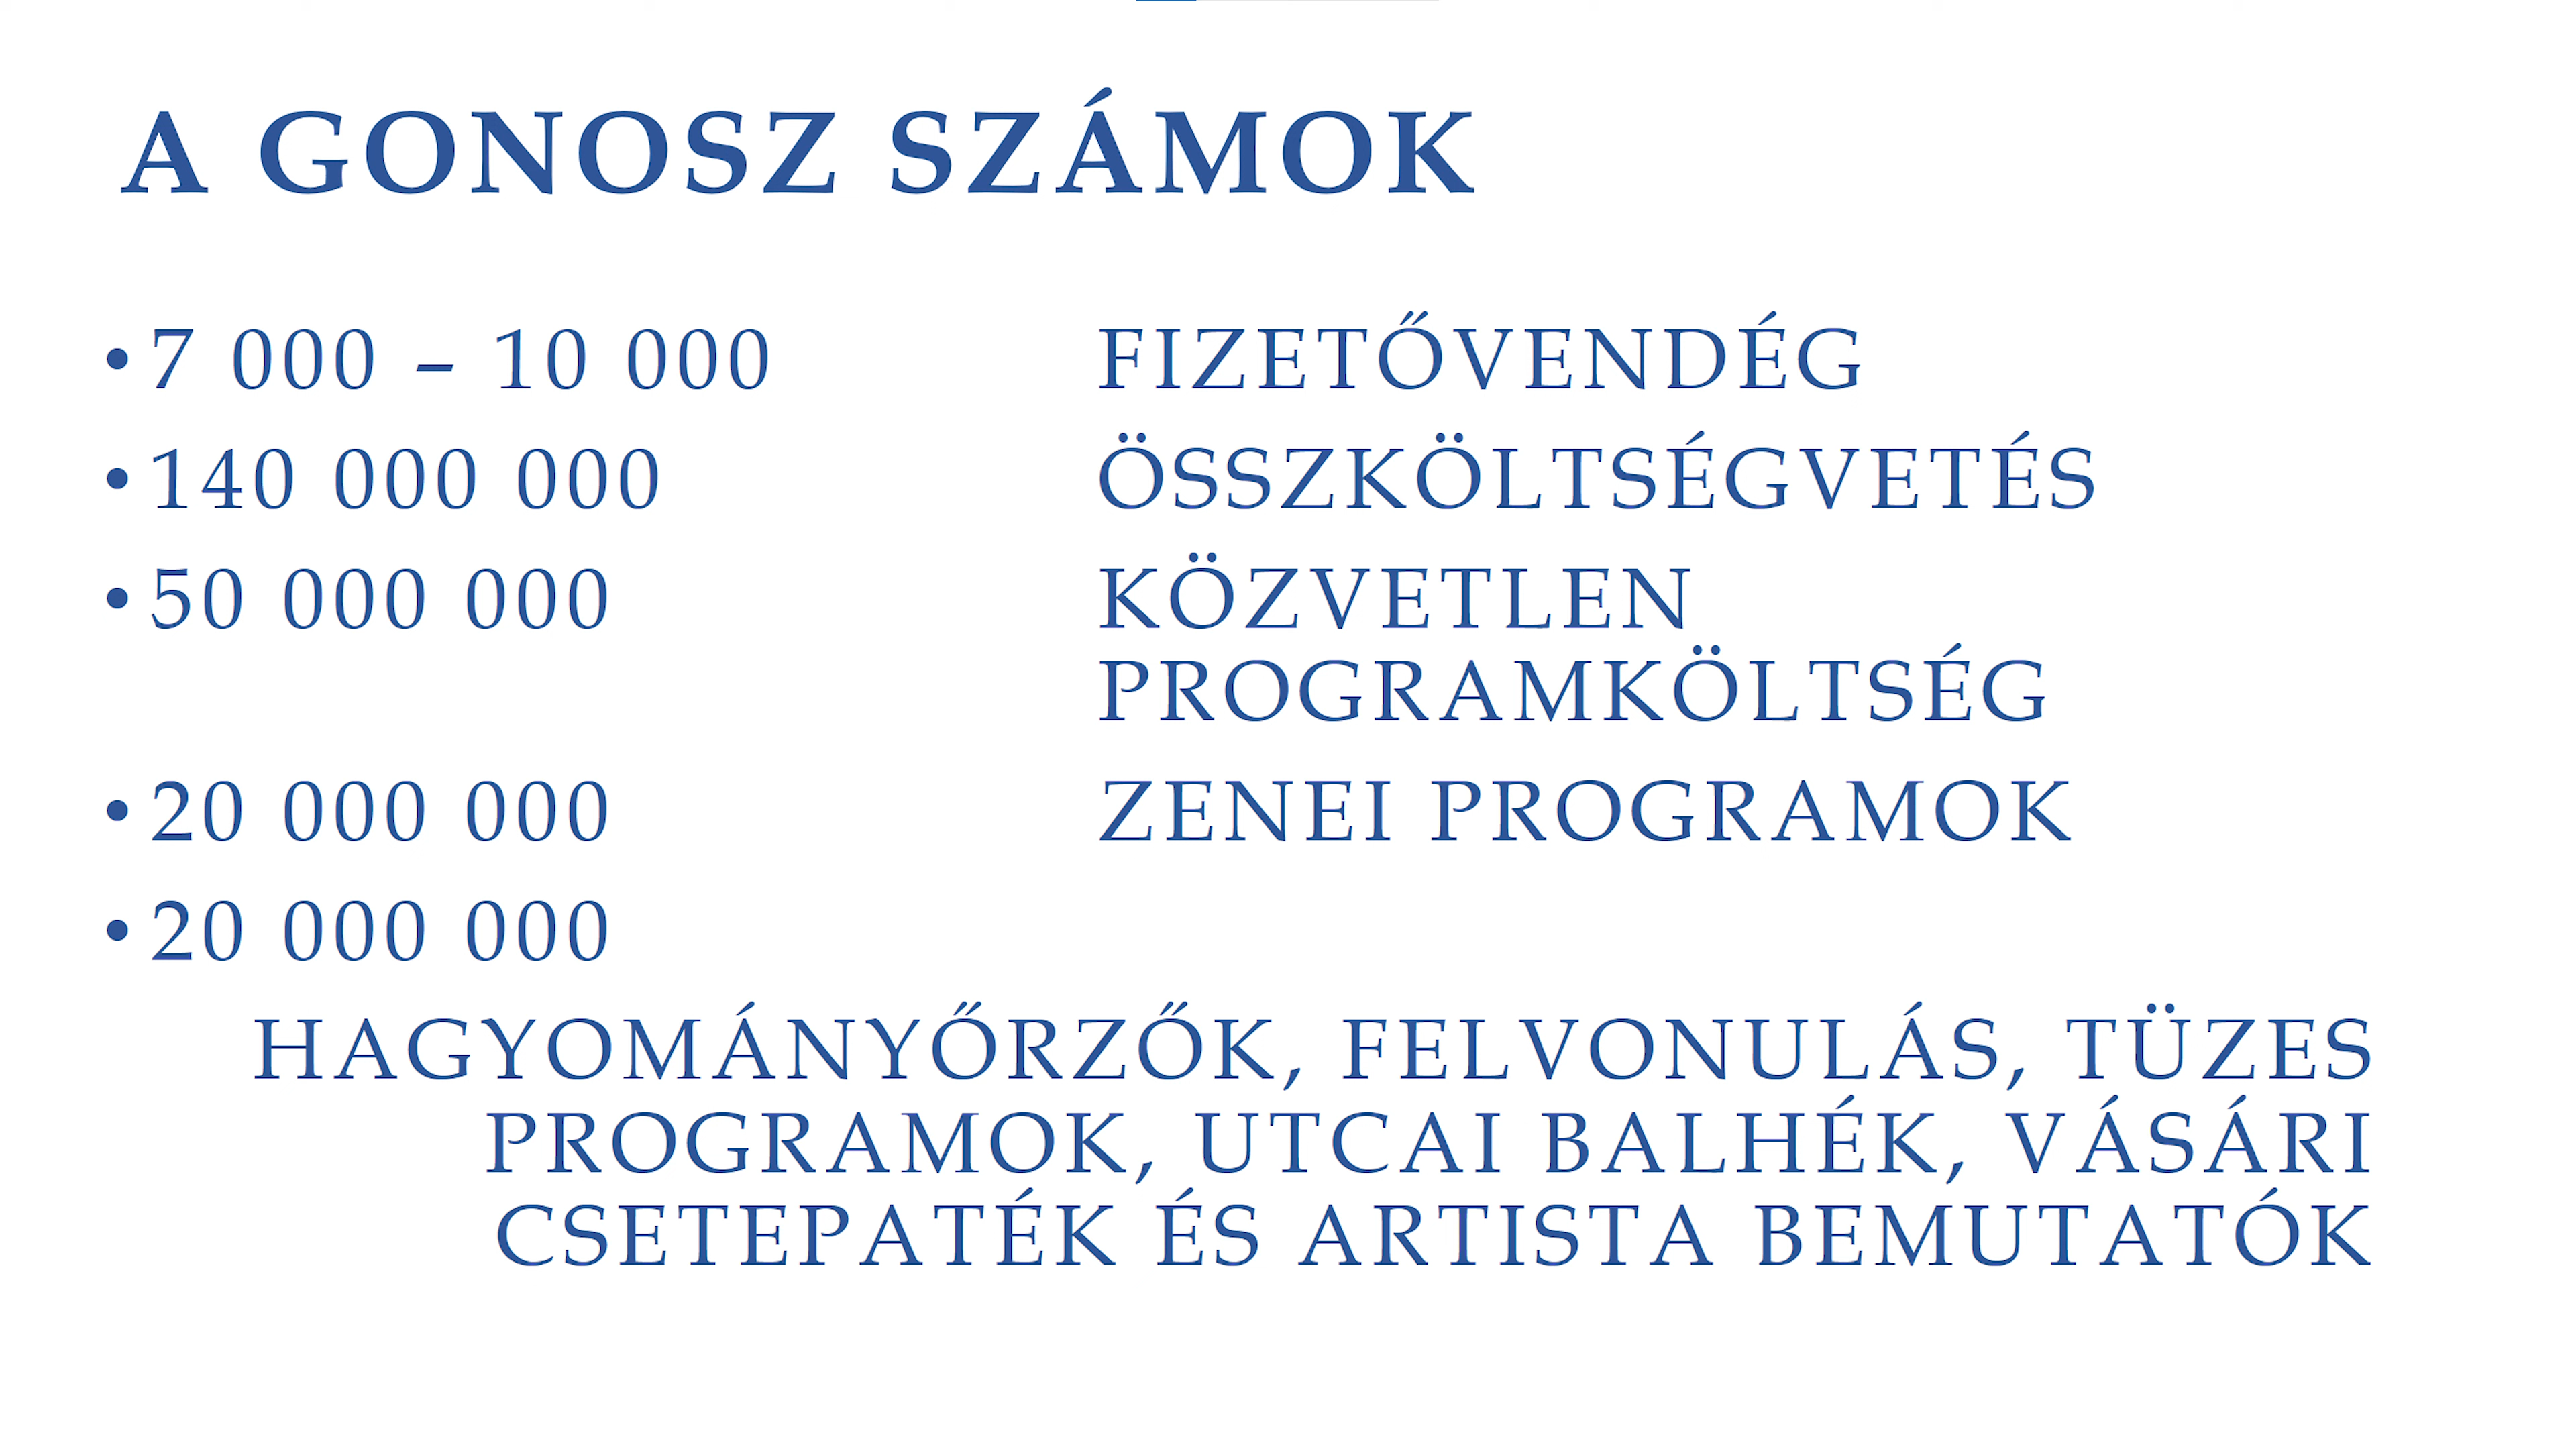 A GONOSZ SZÁMOK
• 7 000 – 10 000 FIZETŐVENDÉG
• 140 000 000 ÖSSZKÖLTSÉGVETÉS
• 50 000 000 KÖZVETLEN
PROGRAMKÖLTSÉG
• 20 000 000 ZENEI PROGRAMOK
• 20 000 000
HAGYOMÁNYŐRZŐK, FELVONULÁS, TÜZES
PROGRAMOK, UTCAI BALHÉK, VÁSÁRI
CSETEPATÉK ÉS ARTISTA BEMUTATÓK